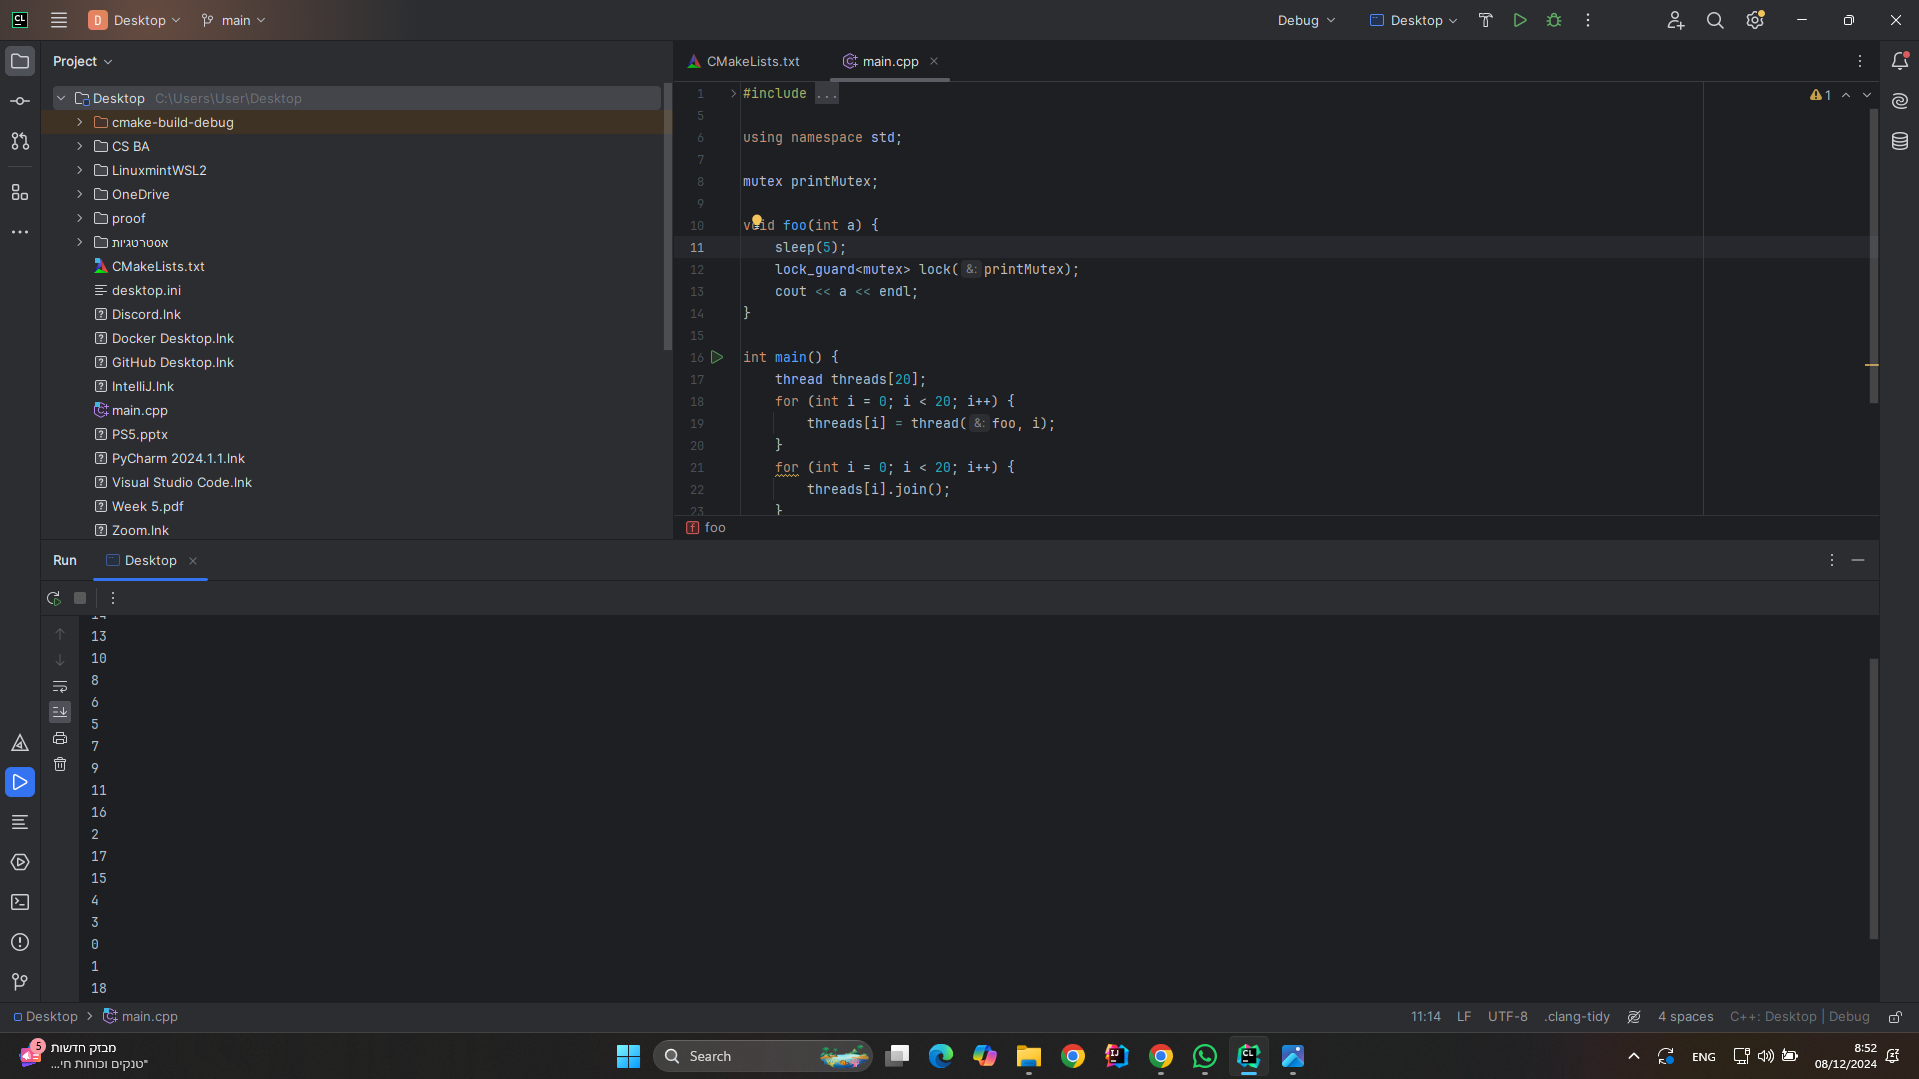 CL
D Desktop
main
Debug
Desktop
Project
CMakeLists.txt
main.cpp
Desktop C:\Users\User\Desktop
cmake-build-debug
CS BA
LinuxmintWSL2
OneDrive
proof
אסטרטגיות
CMakeLists.txt
desktop.ini
Discord.lnk
Docker Desktop.lnk
GitHub Desktop.lnk
IntelliJ.lnk
main.cpp
PS5.pptx
PyCharm 2024.1.1.lnk
Visual Studio Code.lnk
Week 5.pdf
Zoom.lnk
1 #include ...
5
6 using namespace std;
7
8 mutex printMutex;
9
10 void foo(int a) {
11 sleep(5);
12 lock_guard<mutex> lock( &: printMutex);
13 cout << a << endl;
14 }
15
16 int main() {
17 thread threads[20];
18 for (int i = 0; i < 20; i++) {
19 threads[i] = thread( &: foo, i);
20 }
21 for (int i = 0; i < 20; i++) {
22 threads[i].join();
23 }
1
f foo
Run
Desktop
14
13
10
8
6
5
7
9
11
16
2
17
15
4
3
0
1
18
Desktop > main.cpp
11:14 LF UTF-8 .clang-tidy 4 spaces C++: Desktop | Debug
5
מבזק חדשות
"טנקים וכוחות חי...
Search
IJ
CL
ENG
8:52
08/12/2024